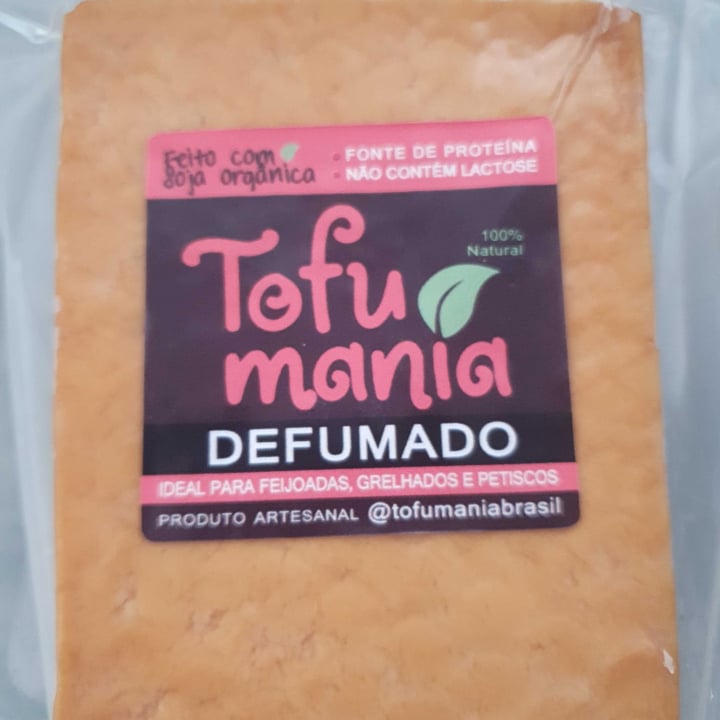 Feito com
soja orgânica
• FONTE DE PROTEÍNA
• NÃO CONTÉM LACTOSE
100%
Natural
Tofu
mania
DEFUMADO
IDEAL PARA FEIJOADAS, GRELHADOS E PETISCOS
PRODUTO ARTESANAL @tofumaniabrasil